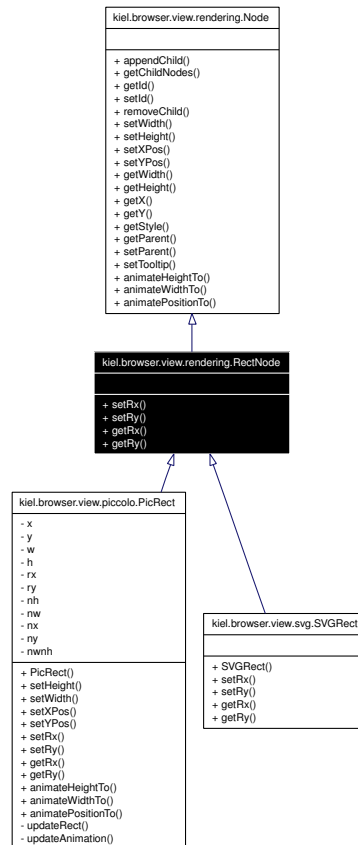 kiel.browser.view.rendering.Node
+ appendChild()
+ getChildNodes()
+ getId()
+ setId()
+ removeChild()
+ setWidth()
+ setHeight()
+ setXPos()
+ setYPos()
+ getWidth()
+ getHeight()
+ getX()
+ getY()
+ getStyle()
+ getParent()
+ setParent()
+ setTooltip()
+ animateHeightTo()
+ animateWidthTo()
+ animatePositionTo()
kiel.browser.view.rendering.RectNode
+ setRx()
+ setRy()
+ getRx()
+ getRy()
kiel.browser.view.piccolo.PicRect
- x
- y
- w
- h
- rx
- ry
- nh
- nw
- nx
- ny
- nwnh
+ PicRect()
+ setHeight()
+ setWidth()
+ setXPos()
+ setYPos()
+ setRx()
+ setRy()
+ getRx()
+ getRy()
+ animateHeightTo()
+ animateWidthTo()
+ animatePositionTo()
- updateRect()
- updateAnimation()
kiel.browser.view.svg.SVGRect
+ SVGRect()
+ setRx()
+ setRy()
+ getRx()
+ getRy()